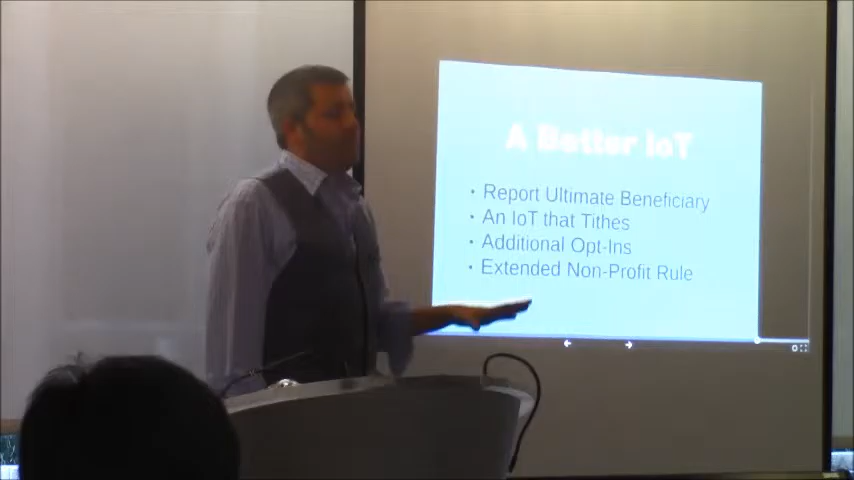 A Better IoT
• Report Ultimate Beneficiary
• An IoT that Tithes
• Additional Opt-Ins
• Extended Non-Profit Rule